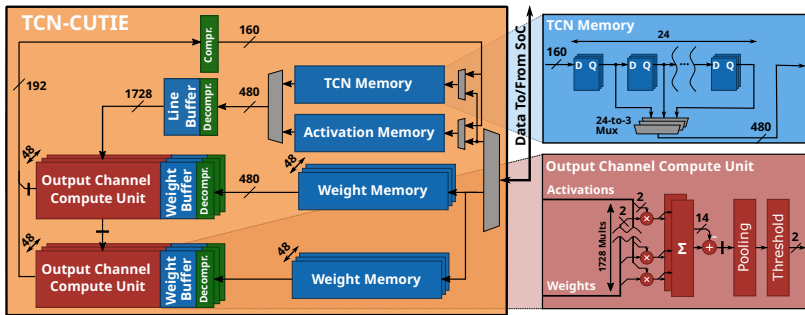 TCN-CUTIE
Compr.
160
192
1728
Line
Buffer
Decompr.
480
TCN Memory
Activation Memory
48
Output Channel
Compute Unit
Weight
Buffer
Decompr.
480
48
Weight Memory
48
Output Channel
Compute Unit
Weight
Buffer
Decompr.
48
Weight Memory
Data To/From SoC
TCN Memory
24
160
D Q
D Q
...
D Q
24-to-3
Mux
480
Output Channel Compute Unit
Activations
2
2
1728 Mults
×
×
×
Σ
14
+
-
Pooling
Threshold
2
Weights